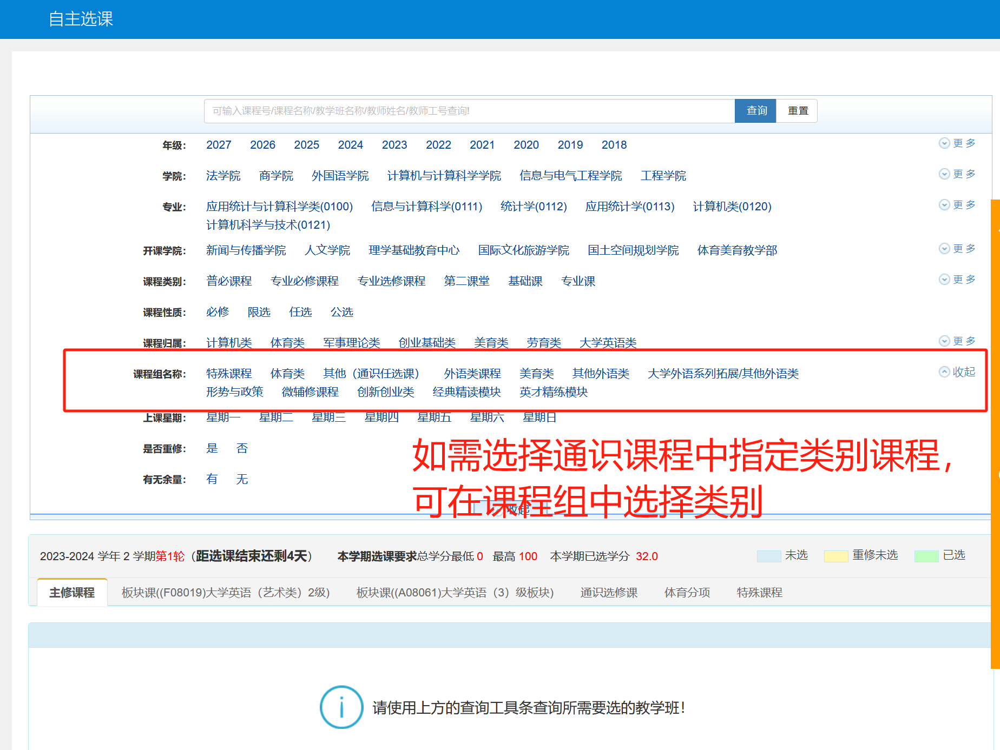 自主选课
可输入课程号/课程名称/教学班名称/教师姓名/教师工号查询! 查询 重置
年级: 2027 2026 2025 2024 2023 2022 2021 2020 2019 2018 更多
学院: 法学院 商学院 外国语学院 计算机与计算科学学院 信息与电气工程学院 工程学院 更多
专业: 应用统计与计算科学类(0100) 信息与计算科学(0111) 统计学(0112) 应用统计学(0113) 计算机类(0120) 更多
计算机科学与技术(0121)
开课学院: 新闻与传播学院 人文学院 理学基础教育中心 国际文化旅游学院 国土空间规划学院 体育美育教学部 更多
课程类别: 普必课程 专业必修课程 专业选修课程 第二课堂 基础课 专业课 更多
课程性质: 必修 限选 任选 公选
课程归属: 计算机类 体育类 军事理论类 创业基础类 美育类 劳育类 大学英语类 更多
课程组名称: 特殊课程 体育类 其他（通识任选课） 外语类课程 美育类 其他外语类 大学外语系列拓展/其他外语类 收起
形势与政策 微辅修课程 创新创业类 经典精读模块 英才精练模块
上课星期: 星期一 星期二 星期三 星期四 星期五 星期六 星期日
是否重修: 是 否
有无余量: 有 无
如需选择通识课程中指定类别课程，
可在课程组中选择类别
收起
2023-2024 学年 2 学期第1轮（距选课结束还剩4天） 本学期选课要求总学分最低 0 最高 100 本学期已选学分 32.0 未选 重修未选 已选
主修课程 板块课((F08019)大学英语（艺术类）2级) 板块课((A08061)大学英语（3）级板块) 通识选修课 体育分项 特殊课程
请使用上方的查询工具条查询所需要选的教学班!